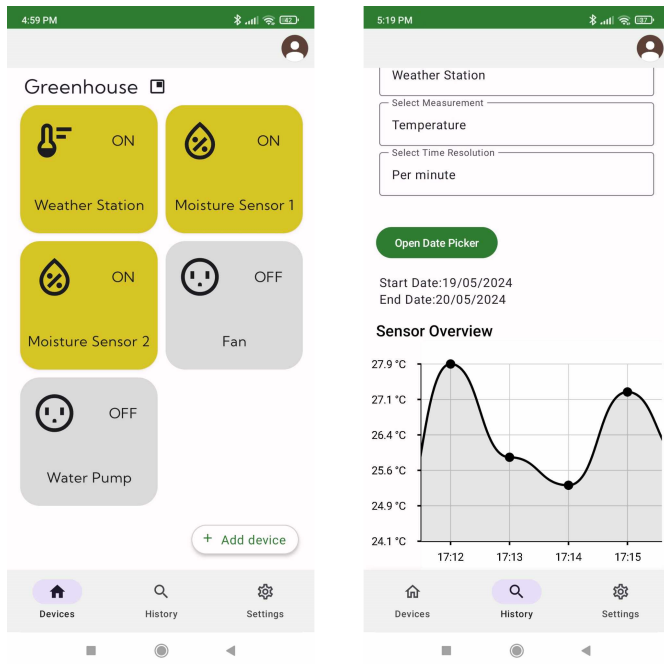 4:59 PM
42
Greenhouse
ON
ON
Weather Station
Moisture Sensor 1
ON
OFF
Moisture Sensor 2
Fan
OFF
Water Pump
+ Add device
Devices
History
Settings
5:19 PM
37
Weather Station
Select Measurement
Temperature
Select Time Resolution
Per minute
Open Date Picker
Start Date:19/05/2024
End Date:20/05/2024
Sensor Overview
27.9 °C
27.1 °C
26.4 °C
25.6 °C
24.9 °C
24.1 °C
17:12 17:13 17:14 17:15
Devices
History
Settings